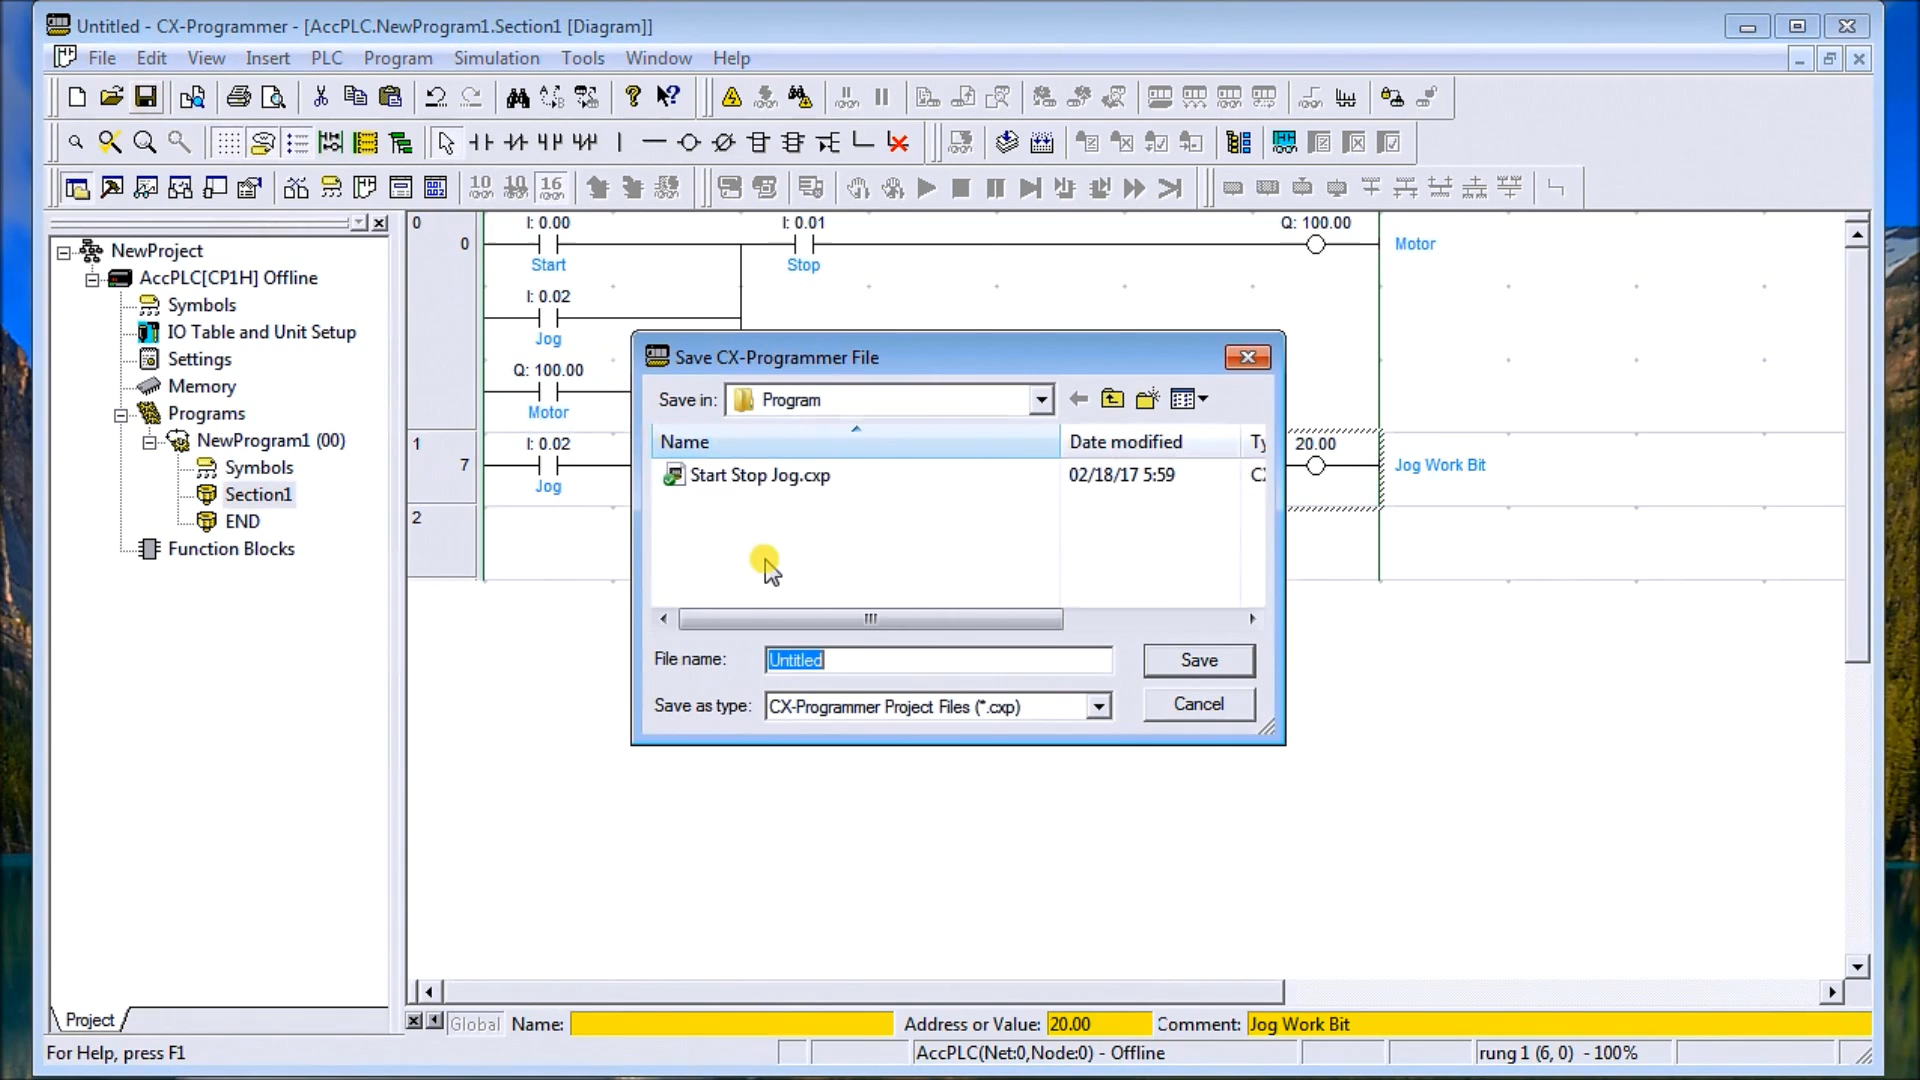 Untitled - CX-Programmer - [AccPLC.NewProgram1.Section1 [Diagram]]
File Edit View Insert PLC Program Simulation Tools Window Help
10 10 16
NewProject
AccPLC[CP1H] Offline
Symbols
IO Table and Unit Setup
Settings
Memory
Programs
NewProgram1 (00)
Symbols
Section1
END
Function Blocks
Project
0
0
I: 0.00
Start
I: 0.01
Stop
Q: 100.00
Motor
I: 0.02
Jog
Q: 100.00
Motor
1
7
I: 0.02
Jog
20.00
Jog Work Bit
2
Save CX-Programmer File
Save in: Program
Name Date modified Ty
Start Stop Jog.cxp 02/18/17 5:59
File name: Untitled Save
Save as type: CX-Programmer Project Files (*.cxp) Cancel
Global Name: Address or Value: 20.00 Comment: Jog Work Bit
For Help, press F1 AccPLC(Net:0,Node:0) - Offline rung 1 (6, 0) - 100%